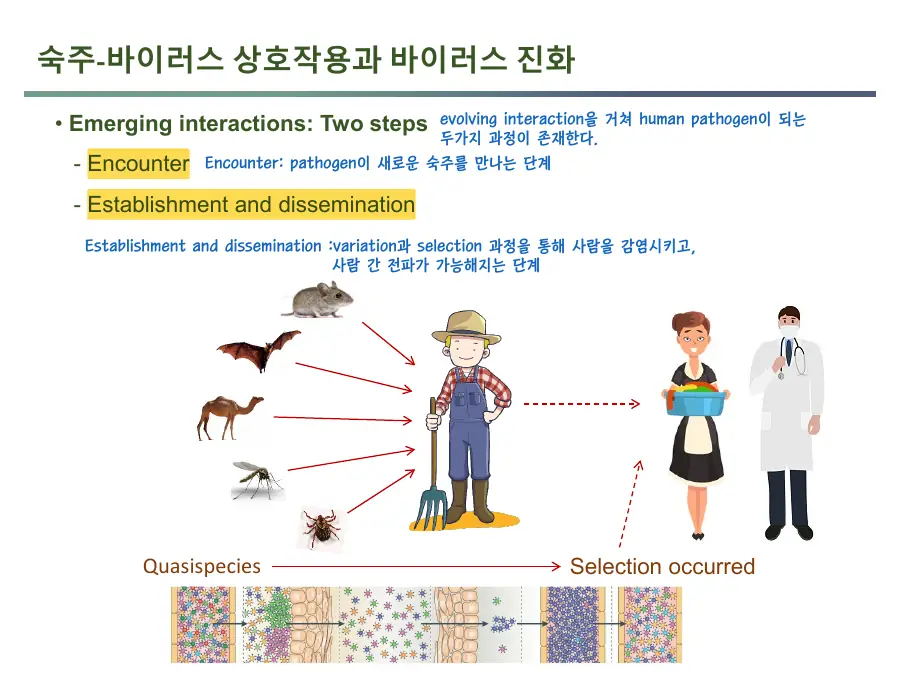 숙주-바이러스 상호작용과 바이러스 진화
• Emerging interactions: Two steps
evolving interaction을 거쳐 human pathogen이 되는
두가지 과정이 존재한다.
- Encounter
Encounter: pathogen이 새로운 숙주를 만나는 단계
- Establishment and dissemination
Establishment and dissemination :variation과 selection 과정을 통해 사람을 감염시키고,
사람 간 전파가 가능해지는 단계
Quasispecies
Selection occurred